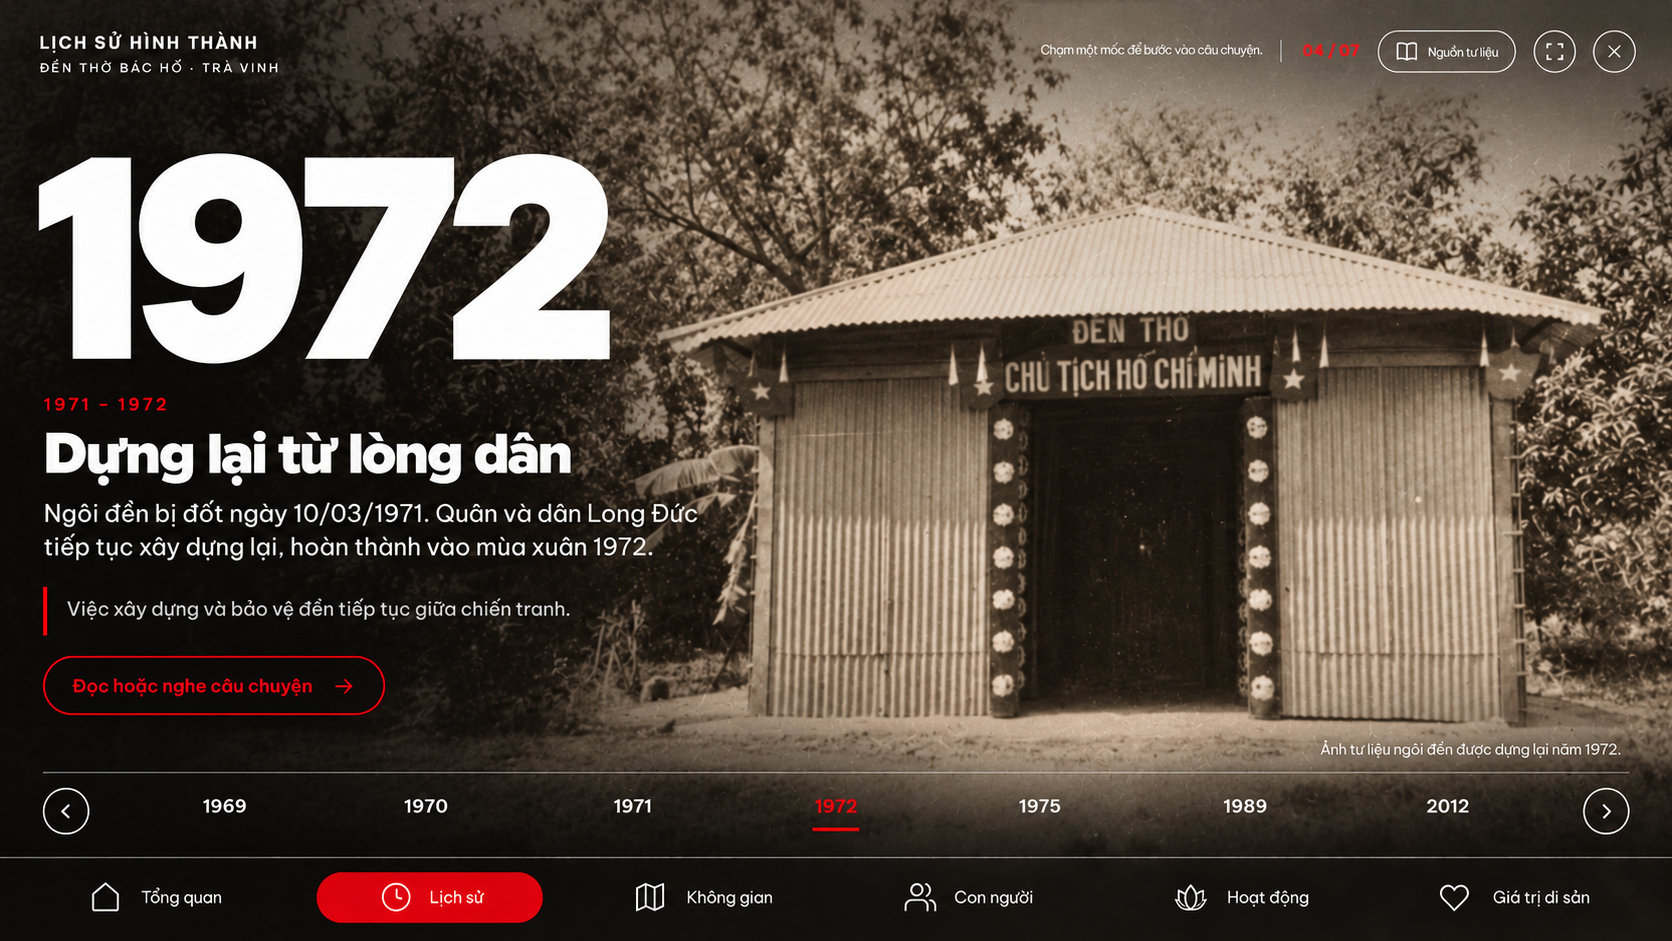 LỊCH SỬ HÌNH THÀNH
ĐỀN THỜ BÁC HỒ · TRÀ VINH
Chạm một mốc để bước vào câu chuyện.
04 / 07
Nguồn tư liệu
1972
ĐỀN THỜ
CHỦ TỊCH HỒ CHÍ MINH
1971 – 1972
Dựng lại từ lòng dân
Ngôi đền bị đốt ngày 10/03/1971. Quân và dân Long Đức
tiếp tục xây dựng lại, hoàn thành vào mùa xuân 1972.
Việc xây dựng và bảo vệ đền tiếp tục giữa chiến tranh.
Đọc hoặc nghe câu chuyện
Ảnh tư liệu ngôi đền được dựng lại năm 1972.
1969 1970 1971 1972 1975 1989 2012
Tổng quan Lịch sử Không gian Con người Hoạt động Giá trị di sản